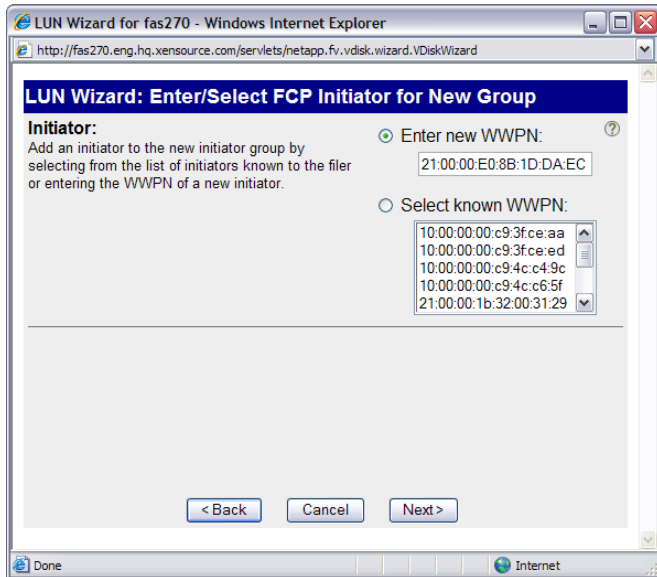 LUN Wizard for fas270 - Windows Internet Explorer
http://fas270.eng.hq.xensource.com/servlets/netapp.fv.vdisk.wizard.VDiskWizard
LUN Wizard: Enter/Select FCP Initiator for New Group
Initiator:
Add an initiator to the new initiator group by
selecting from the list of initiators known to the filer
or entering the WWPN of a new initiator.
Enter new WWPN:
?
21:00:00:E0:8B:1D:DA:EC
Select known WWPN:
10:00:00:00:c9:3f:ce:aa
10:00:00:00:c9:3f:ce:ed
10:00:00:00:c9:4c:c4:9c
10:00:00:00:c9:4c:c6:5f
21:00:00:1b:32:00:31:29
< Back
Cancel
Next >
Done
Internet